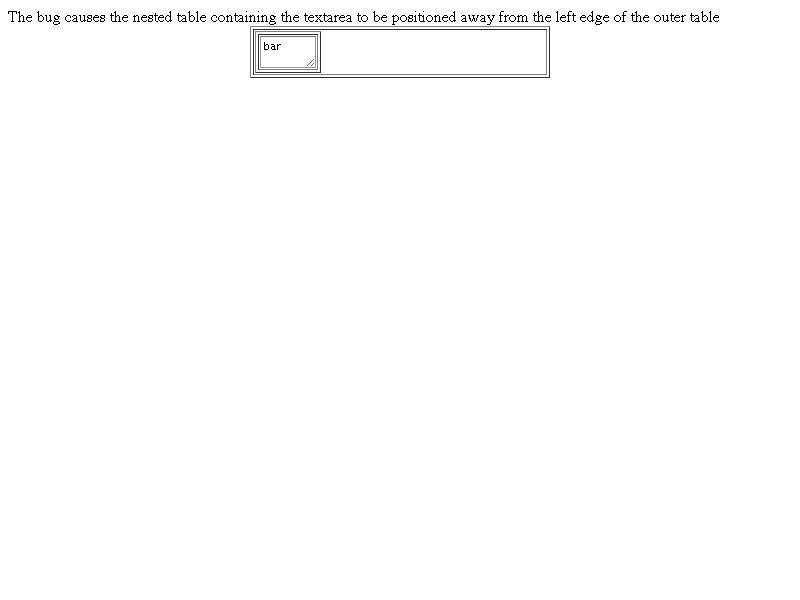 The bug causes the nested table containing the textarea to be positioned away from the left edge of the outer table
bar